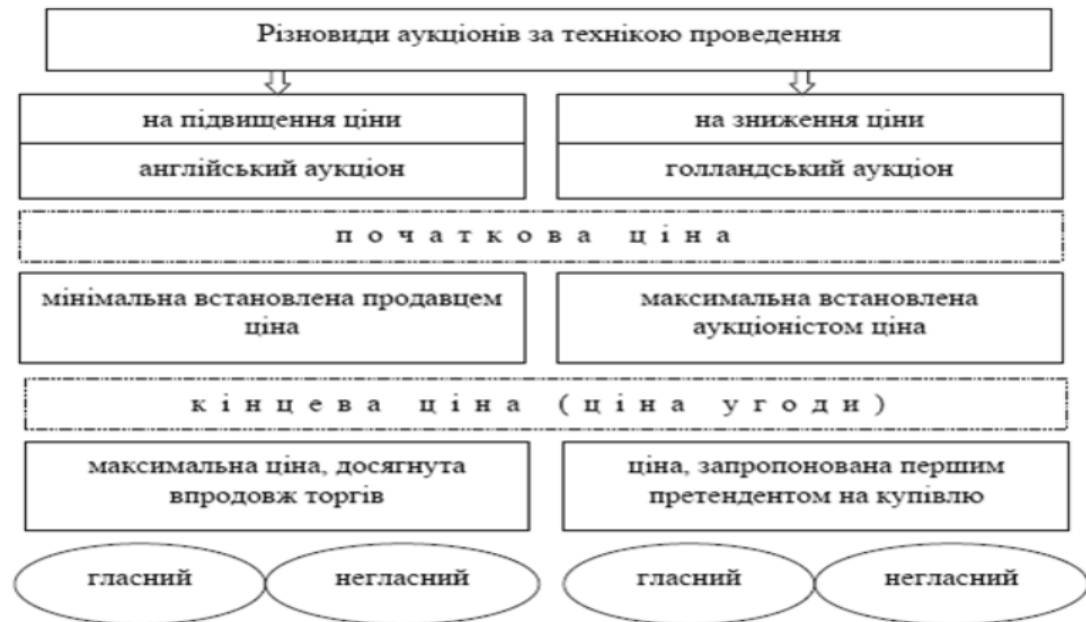 Різновиди аукціонів за технікою проведення
на підвищення ціни
на зниження ціни
англійський аукціон
голландський аукціон
початкова ціна
мінімальна встановлена продавцем
ціна
максимальна встановлена
аукціоністом ціна
кінцева ціна (ціна угоди)
максимальна ціна, досягнута
впродовж торгів
ціна, запропонована першим
претендентом на купівлю
гласний
негласний
гласний
негласний